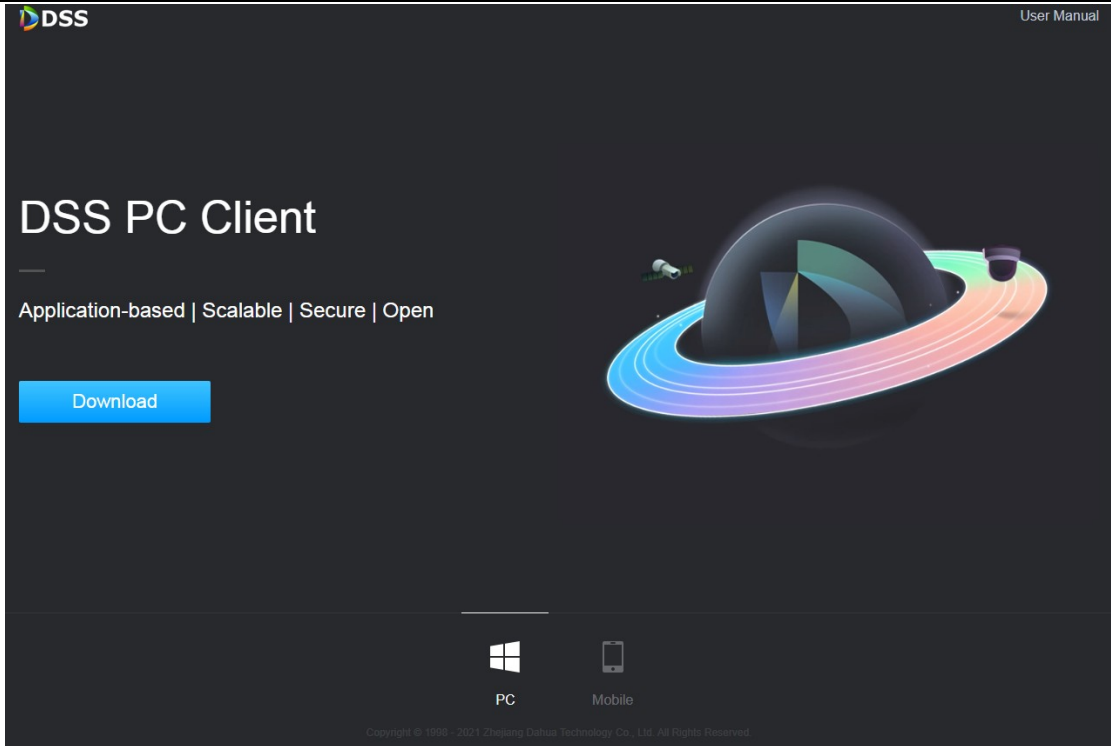 DSS
User Manual
DSS PC Client
Application-based | Scalable | Secure | Open
Download
PC
Mobile
Copyright © 1998 - 2021 Zhejiang Dahua Technology Co., Ltd. All Rights Reserved